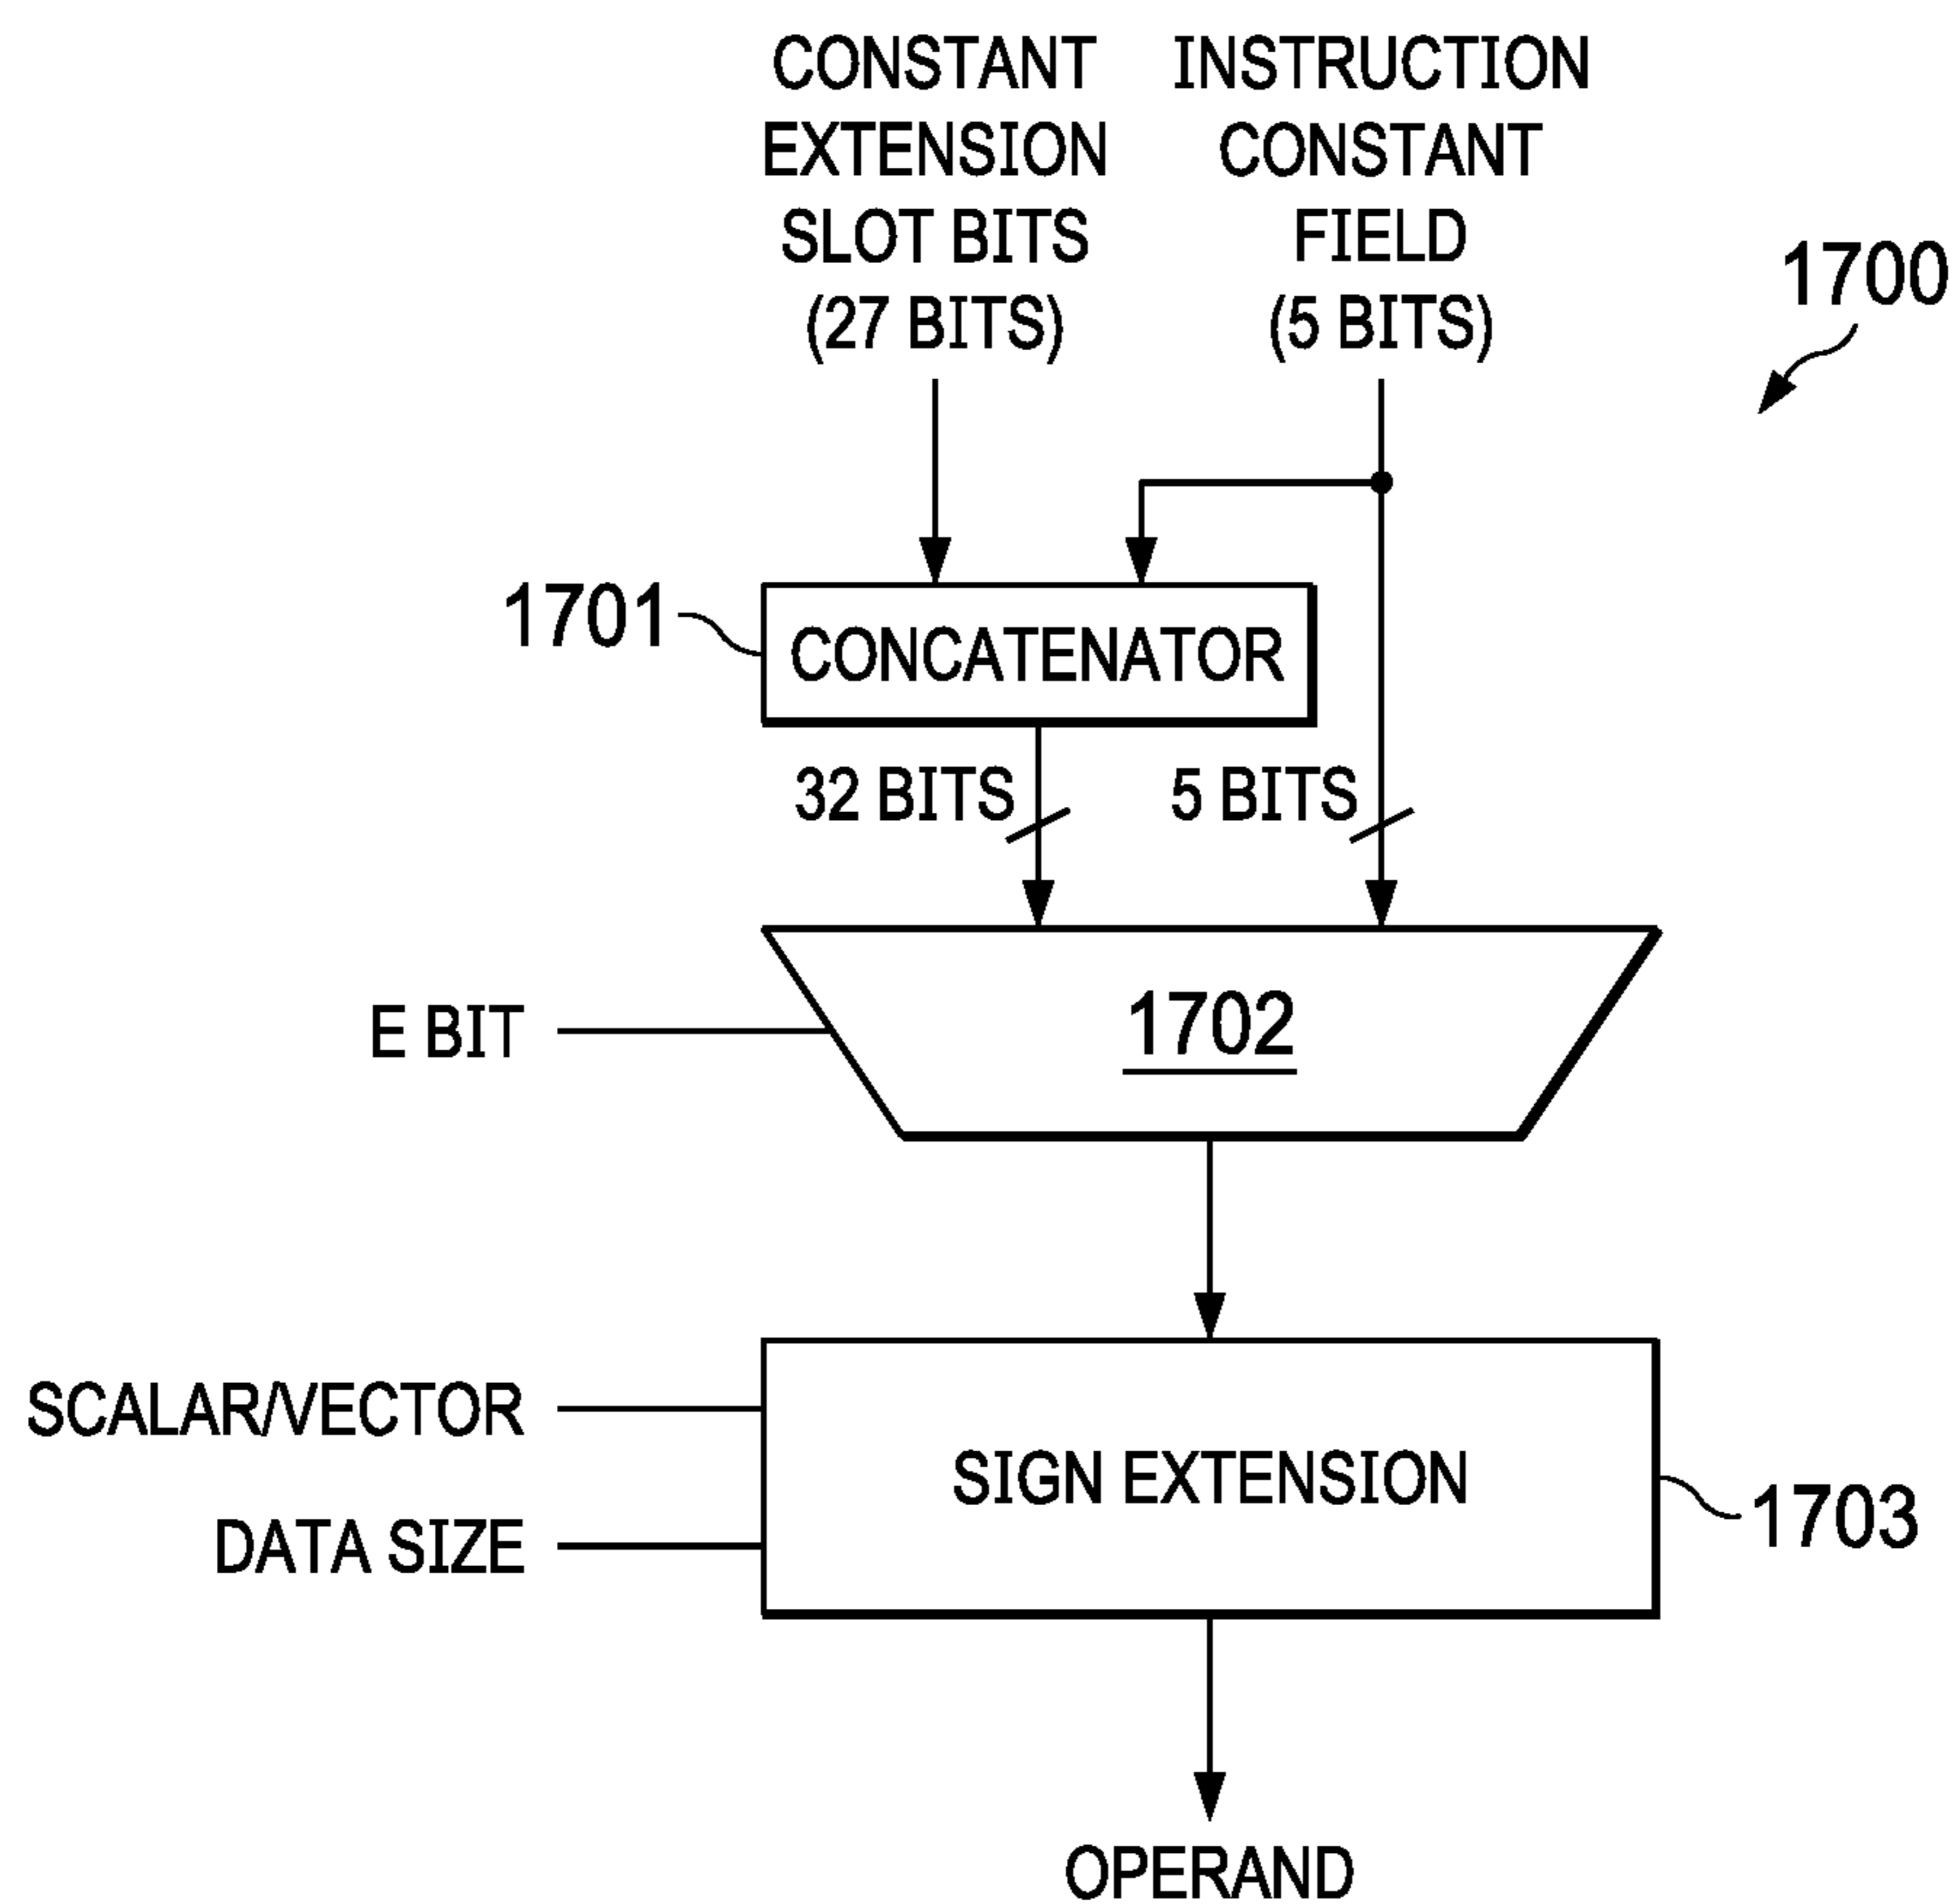 CONSTANT
EXTENSION
SLOT BITS
(27 BITS)
INSTRUCTION
CONSTANT
FIELD
(5 BITS)
1700
1701
CONCATENATOR
32 BITS
5 BITS
E BIT
1702
SCALAR/VECTOR
DATA SIZE
SIGN EXTENSION
1703
OPERAND